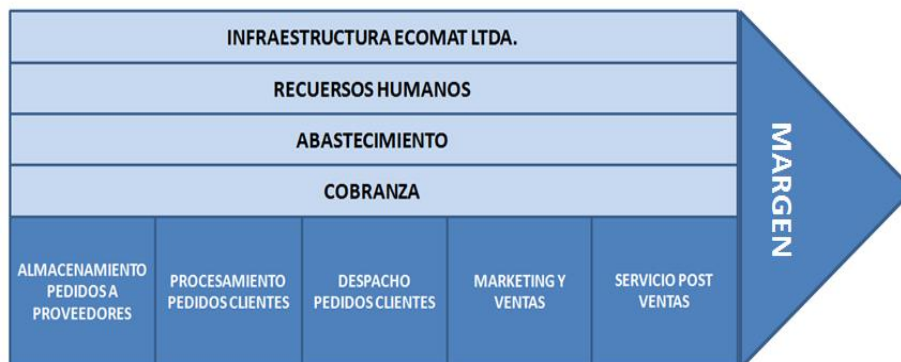 INFRAESTRUCTURA ECOMAT LTDA.
RECUERSOS HUMANOS
ABASTECIMIENTO
COBRANZA
ALMACENAMIENTO
PEDIDOS A
PROVEEDORES
PROCESAMIENTO
PEDIDOS CLIENTES
DESPACHO
PEDIDOS CLIENTES
MARKETING Y
VENTAS
SERVICIO POST
VENTAS
MARGEN